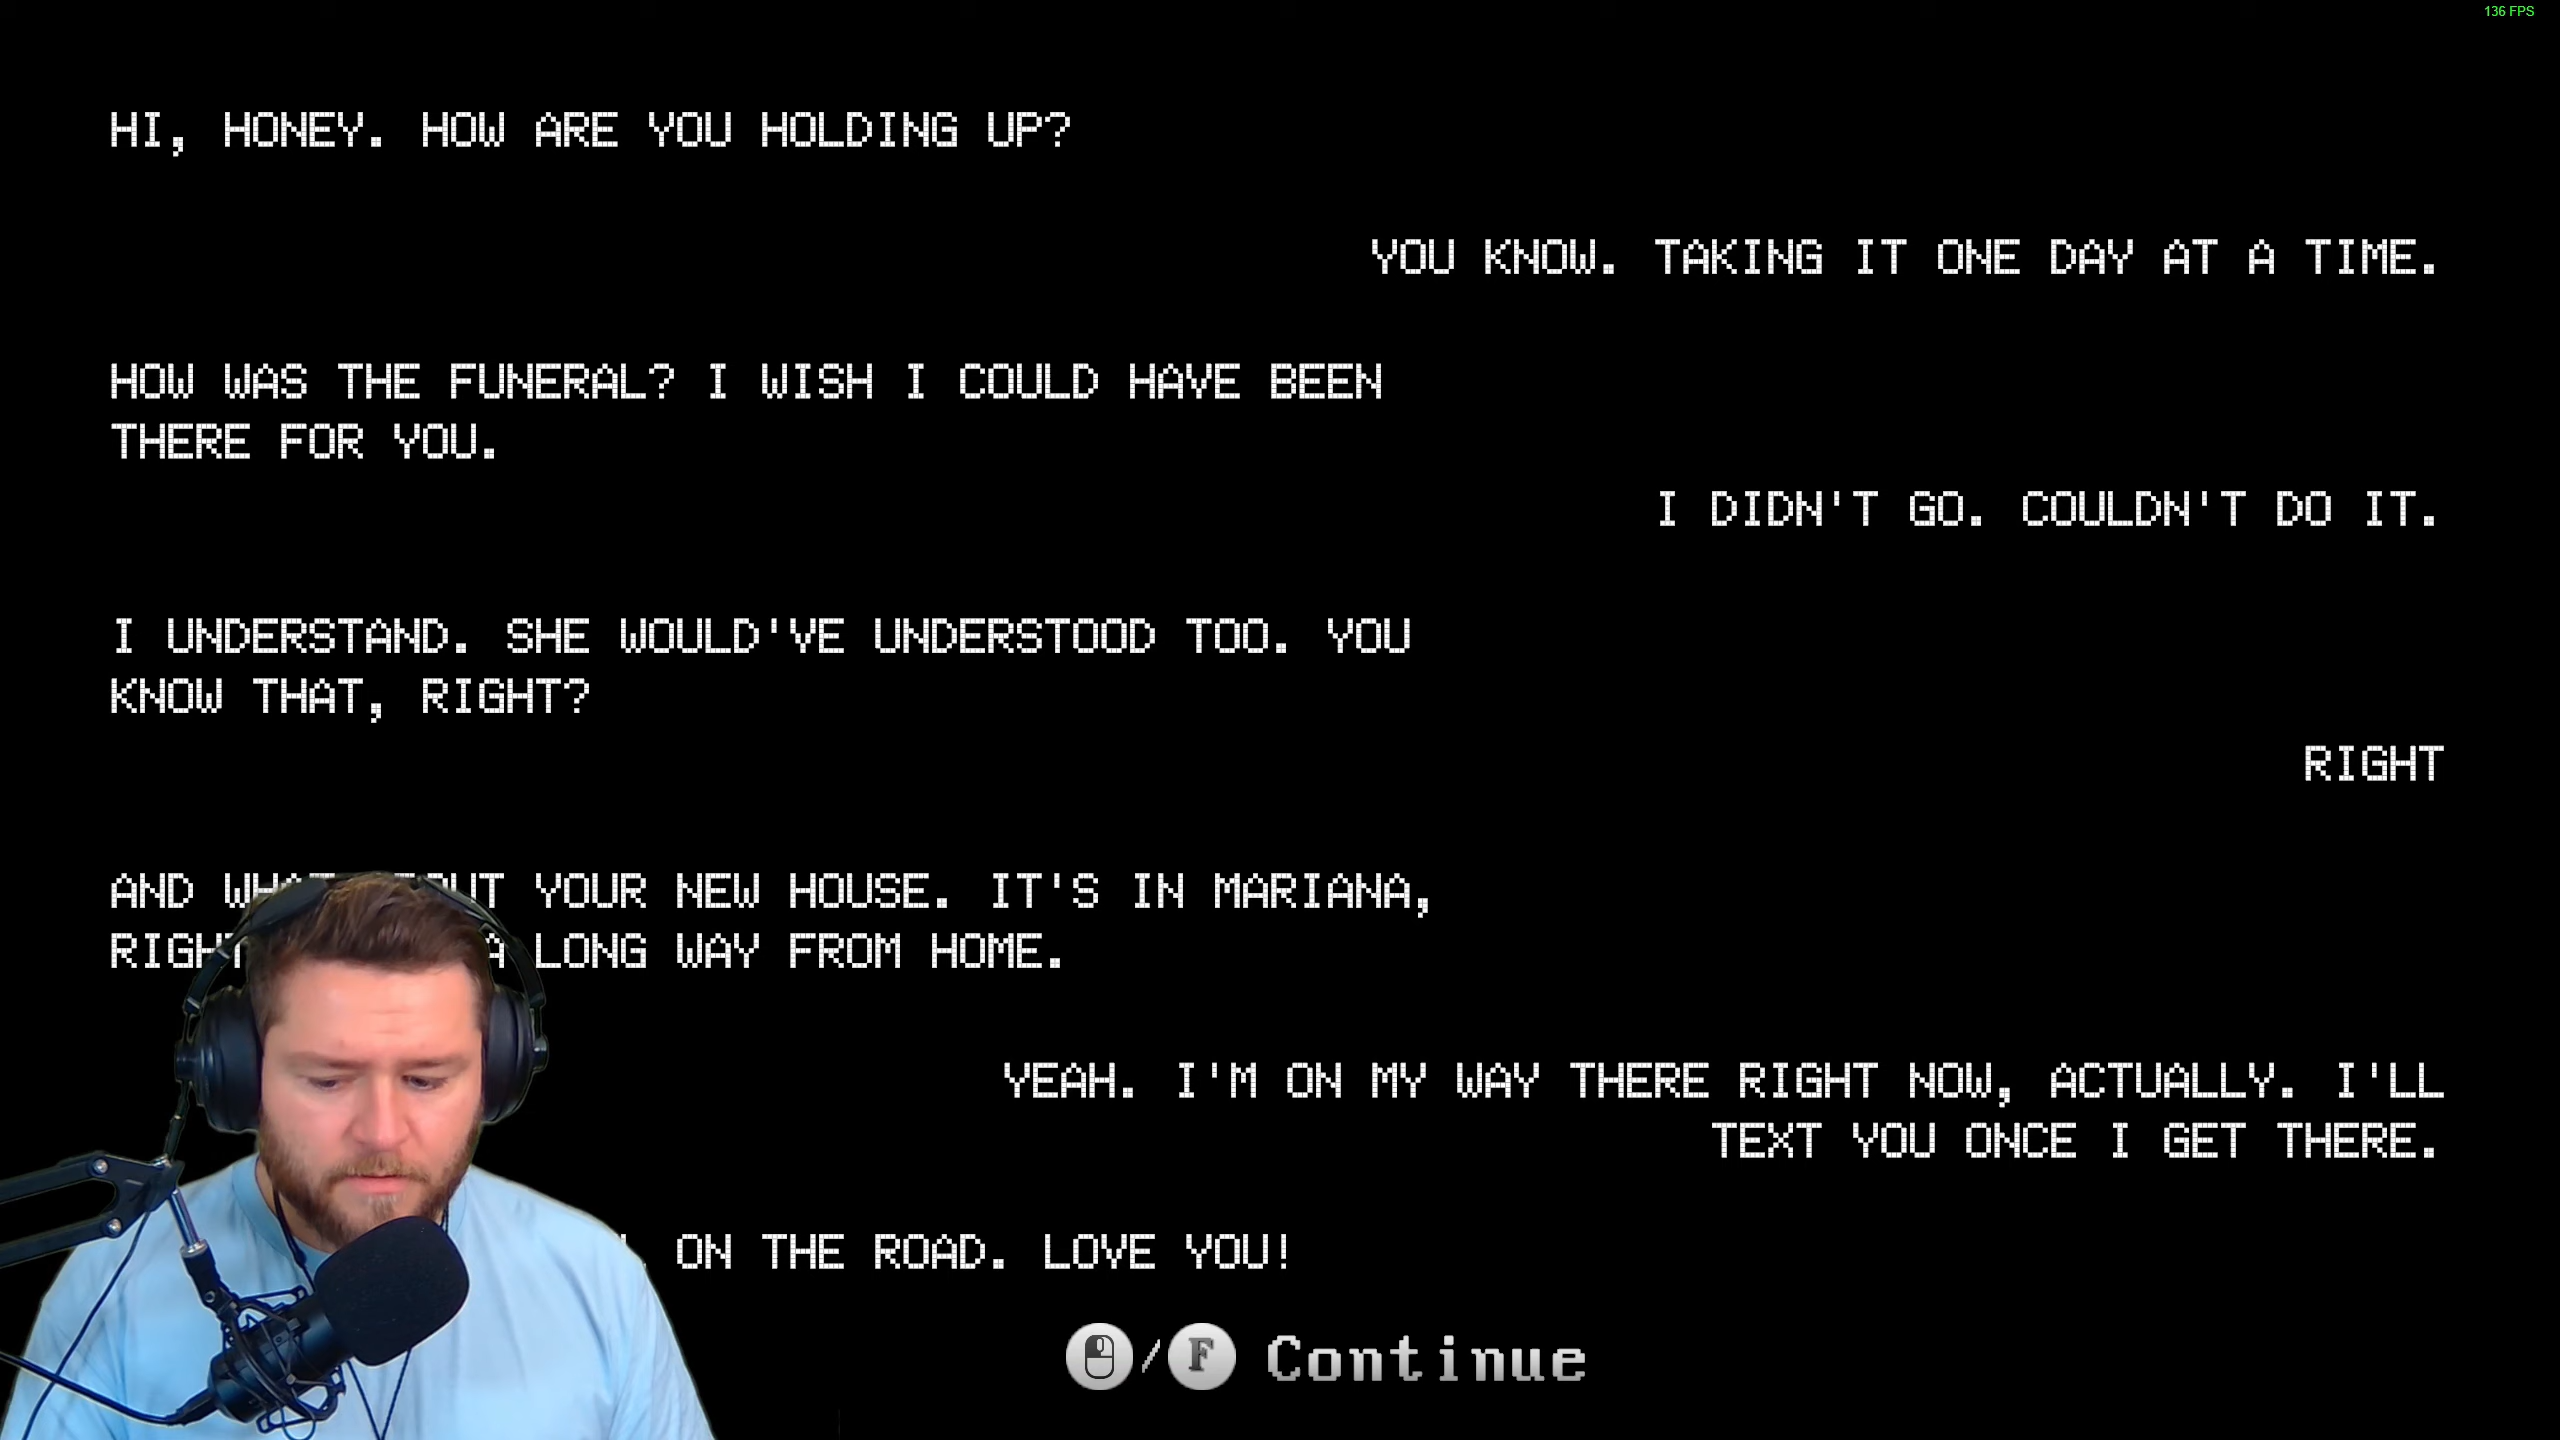 136 FPS
HI, HONEY. HOW ARE YOU HOLDING UP?
YOU KNOW. TAKING IT ONE DAY AT A TIME.
HOW WAS THE FUNERAL? I WISH I COULD HAVE BEEN
THERE FOR YOU.
I DIDN'T GO. COULDN'T DO IT.
I UNDERSTAND. SHE WOULD'VE UNDERSTOOD TOO. YOU
KNOW THAT, RIGHT?
RIGHT
AND YOUR NEW HOUSE. IT'S IN MARIANA,
RIGHT A LONG WAY FROM HOME.
YEAH. I'M ON MY WAY THERE RIGHT NOW, ACTUALLY. I'LL
TEXT YOU ONCE I GET THERE.
ON THE ROAD. LOVE YOU!
/ F Continue